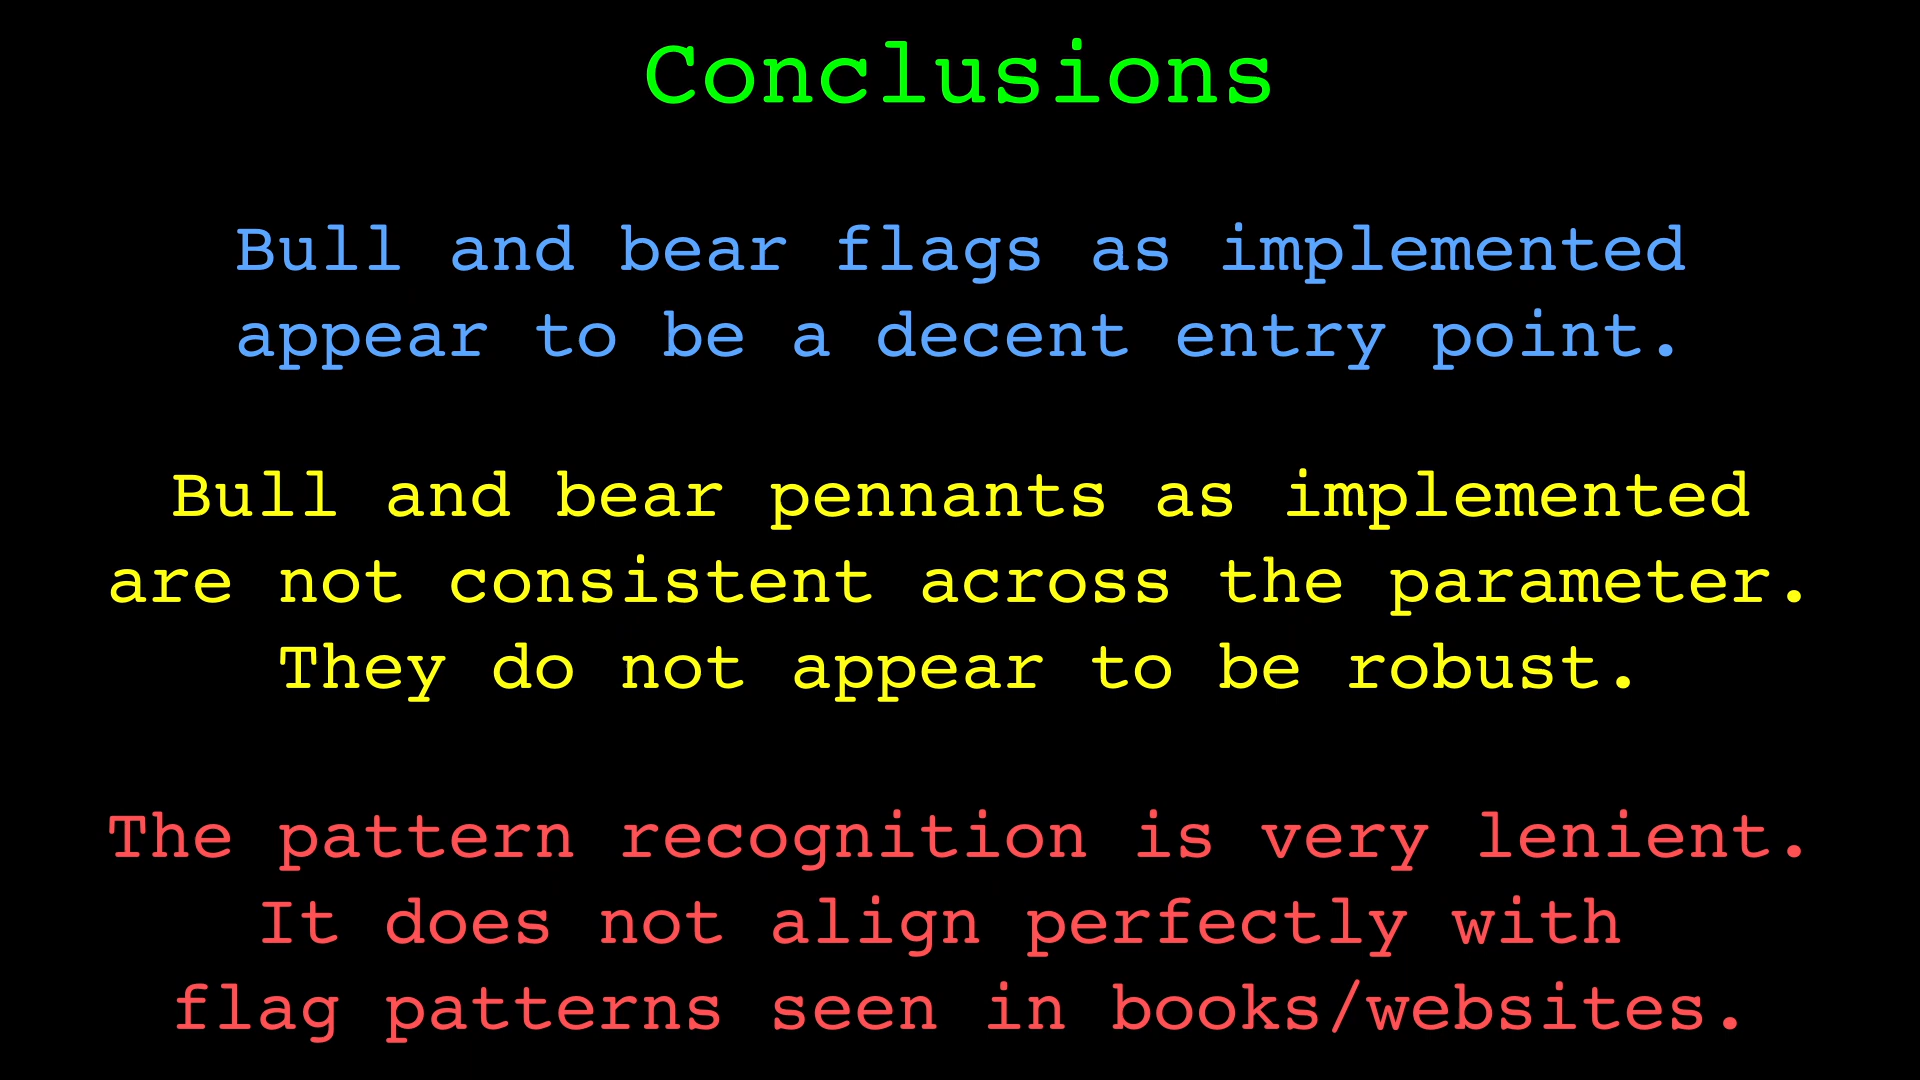 Conclusions
Bull and bear flags as implemented
appear to be a decent entry point.
Bull and bear pennants as implemented
are not consistent across the parameter.
They do not appear to be robust.
The pattern recognition is very lenient.
It does not align perfectly with
flag patterns seen in books/websites.